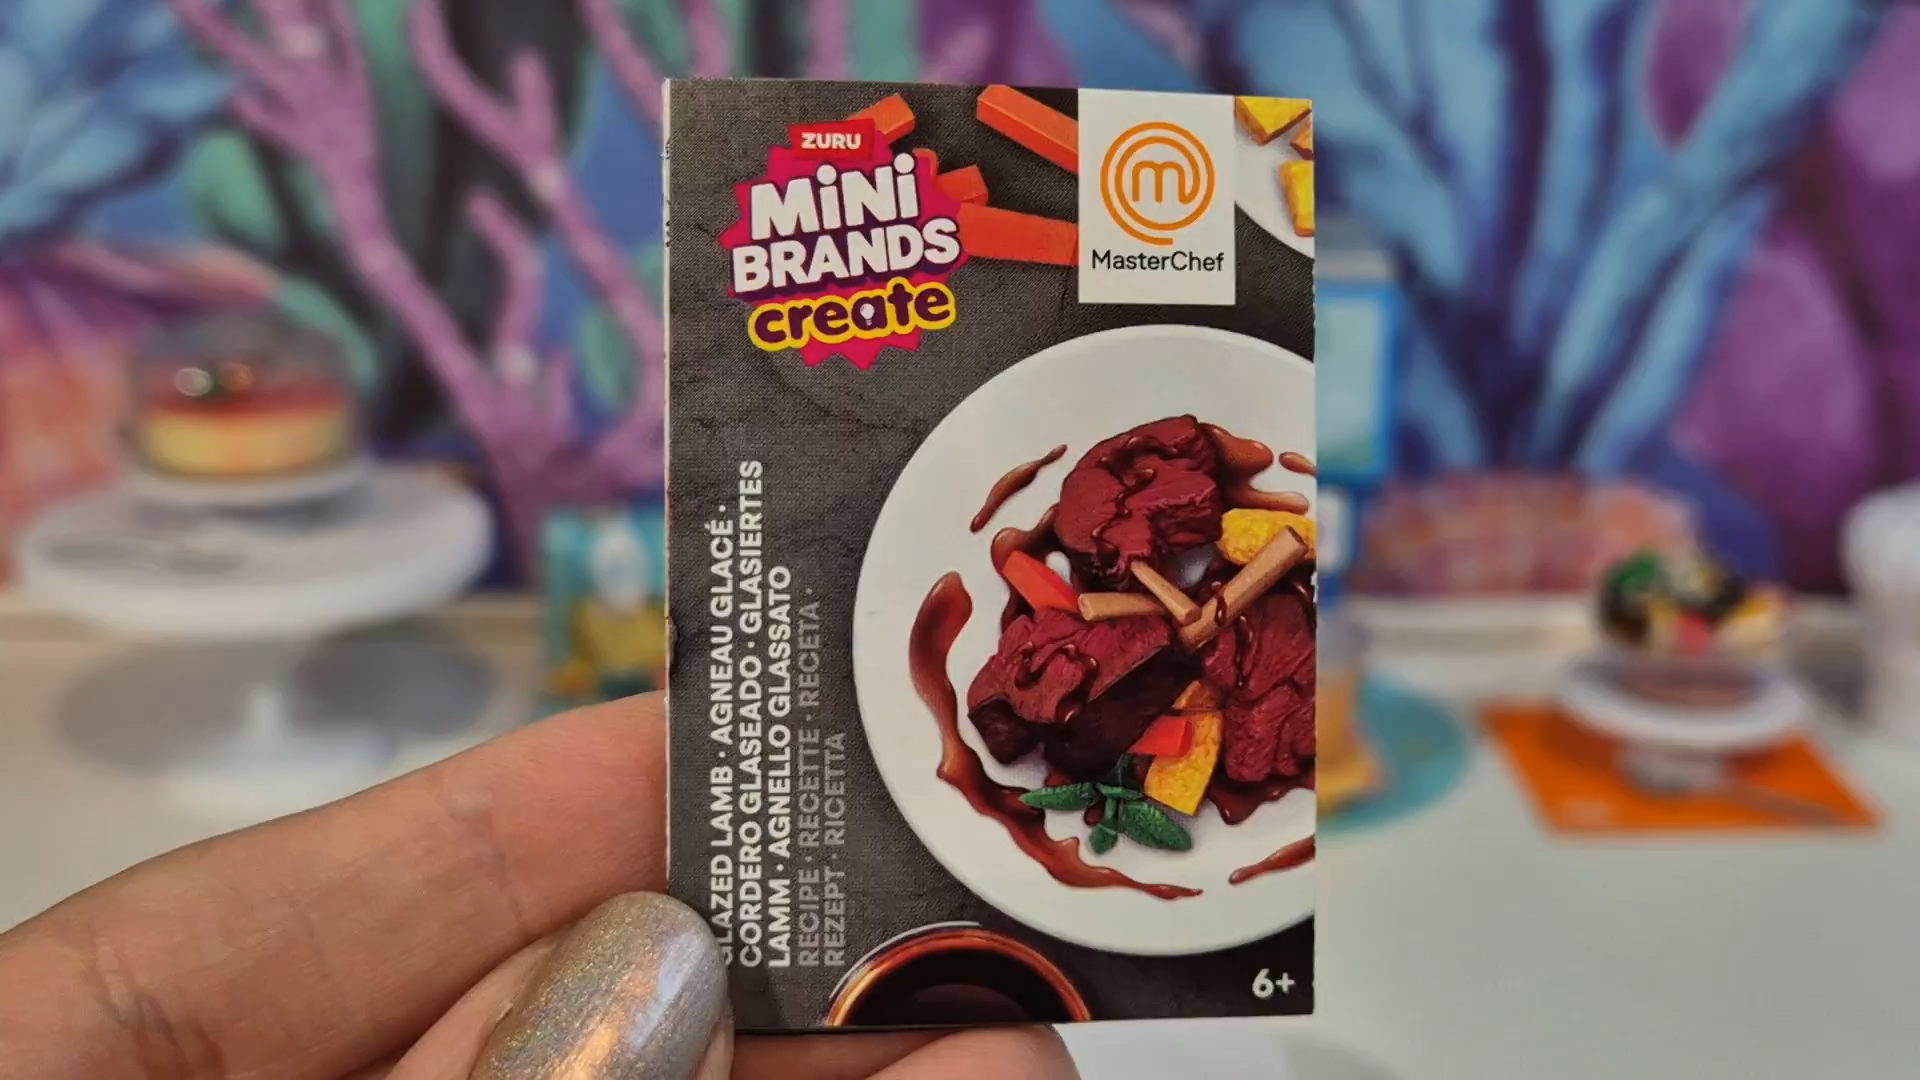 ZURU
MiNi
BRANDS
create
m
MasterChef
GLAZED LAMB · AGNEAU GLACÉ ·
CORDERO GLASEADO · GLASIERTES
LAMM · AGNELLO GLASSATO
RECIPE · RECETTE · RECETA ·
REZEPT · RICETTA
6+